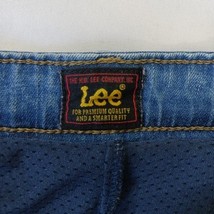 THE H.D. LEE COMPANY, INC.
Lee®
FOR PREMIUM QUALITY
AND A SMARTER FIT